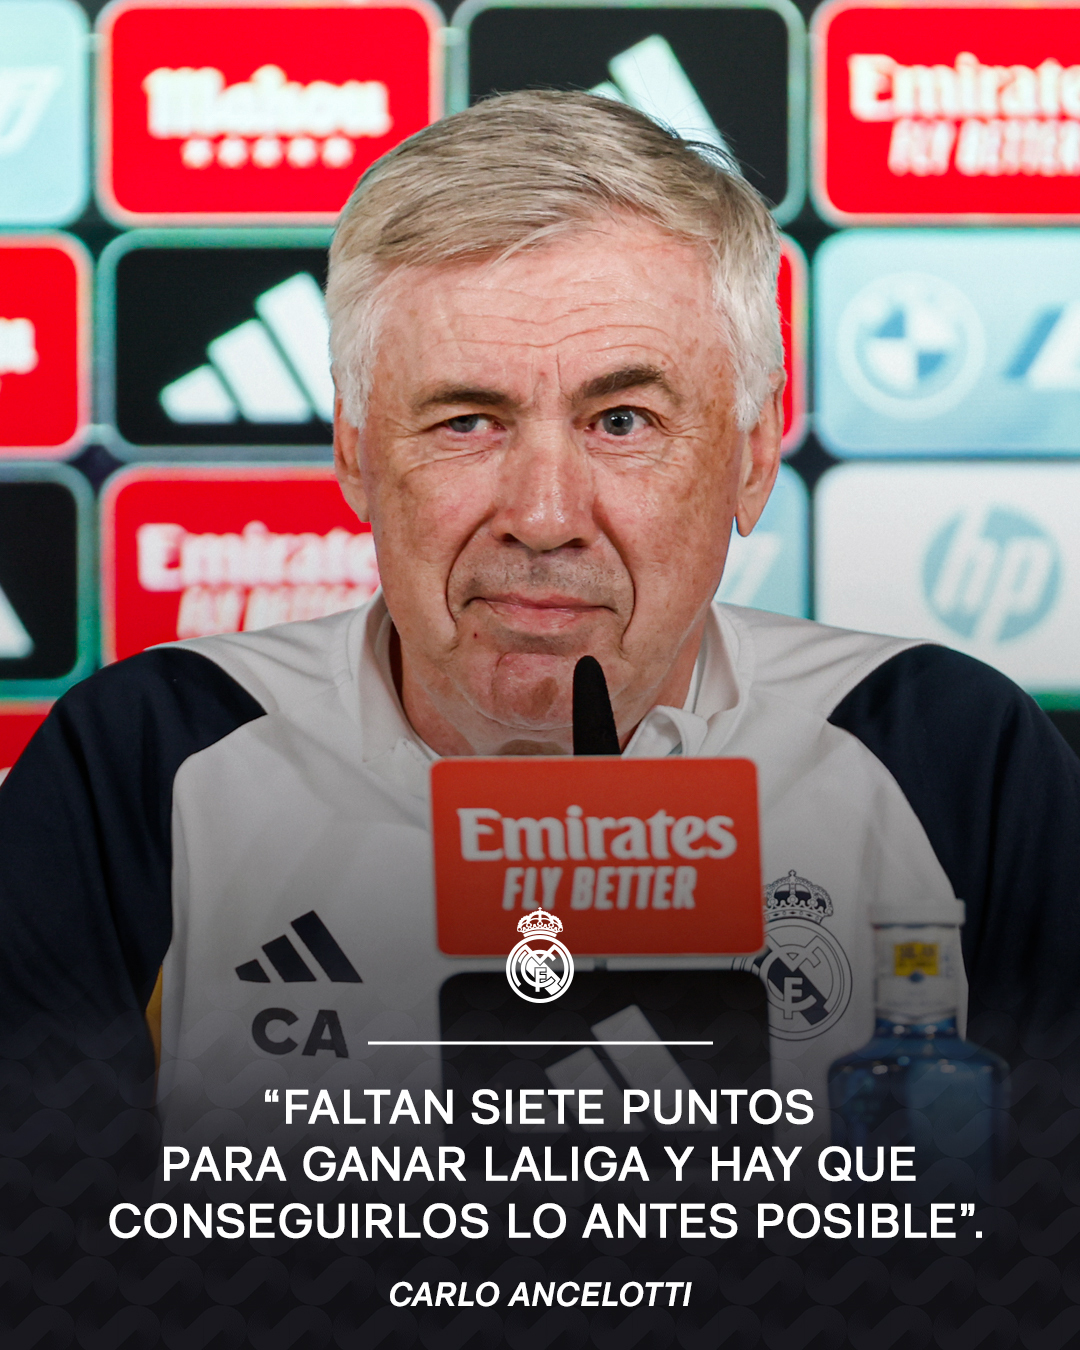 Mahou
Emirates
FLY BETTER
hp
Emirates
FLY BETTER
Emirates
FLY BETTER
CA
“FALTAN SIETE PUNTOS
PARA GANAR LALIGA Y HAY QUE
CONSEGUIRLOS LO ANTES POSIBLE”.
CARLO ANCELOTTI